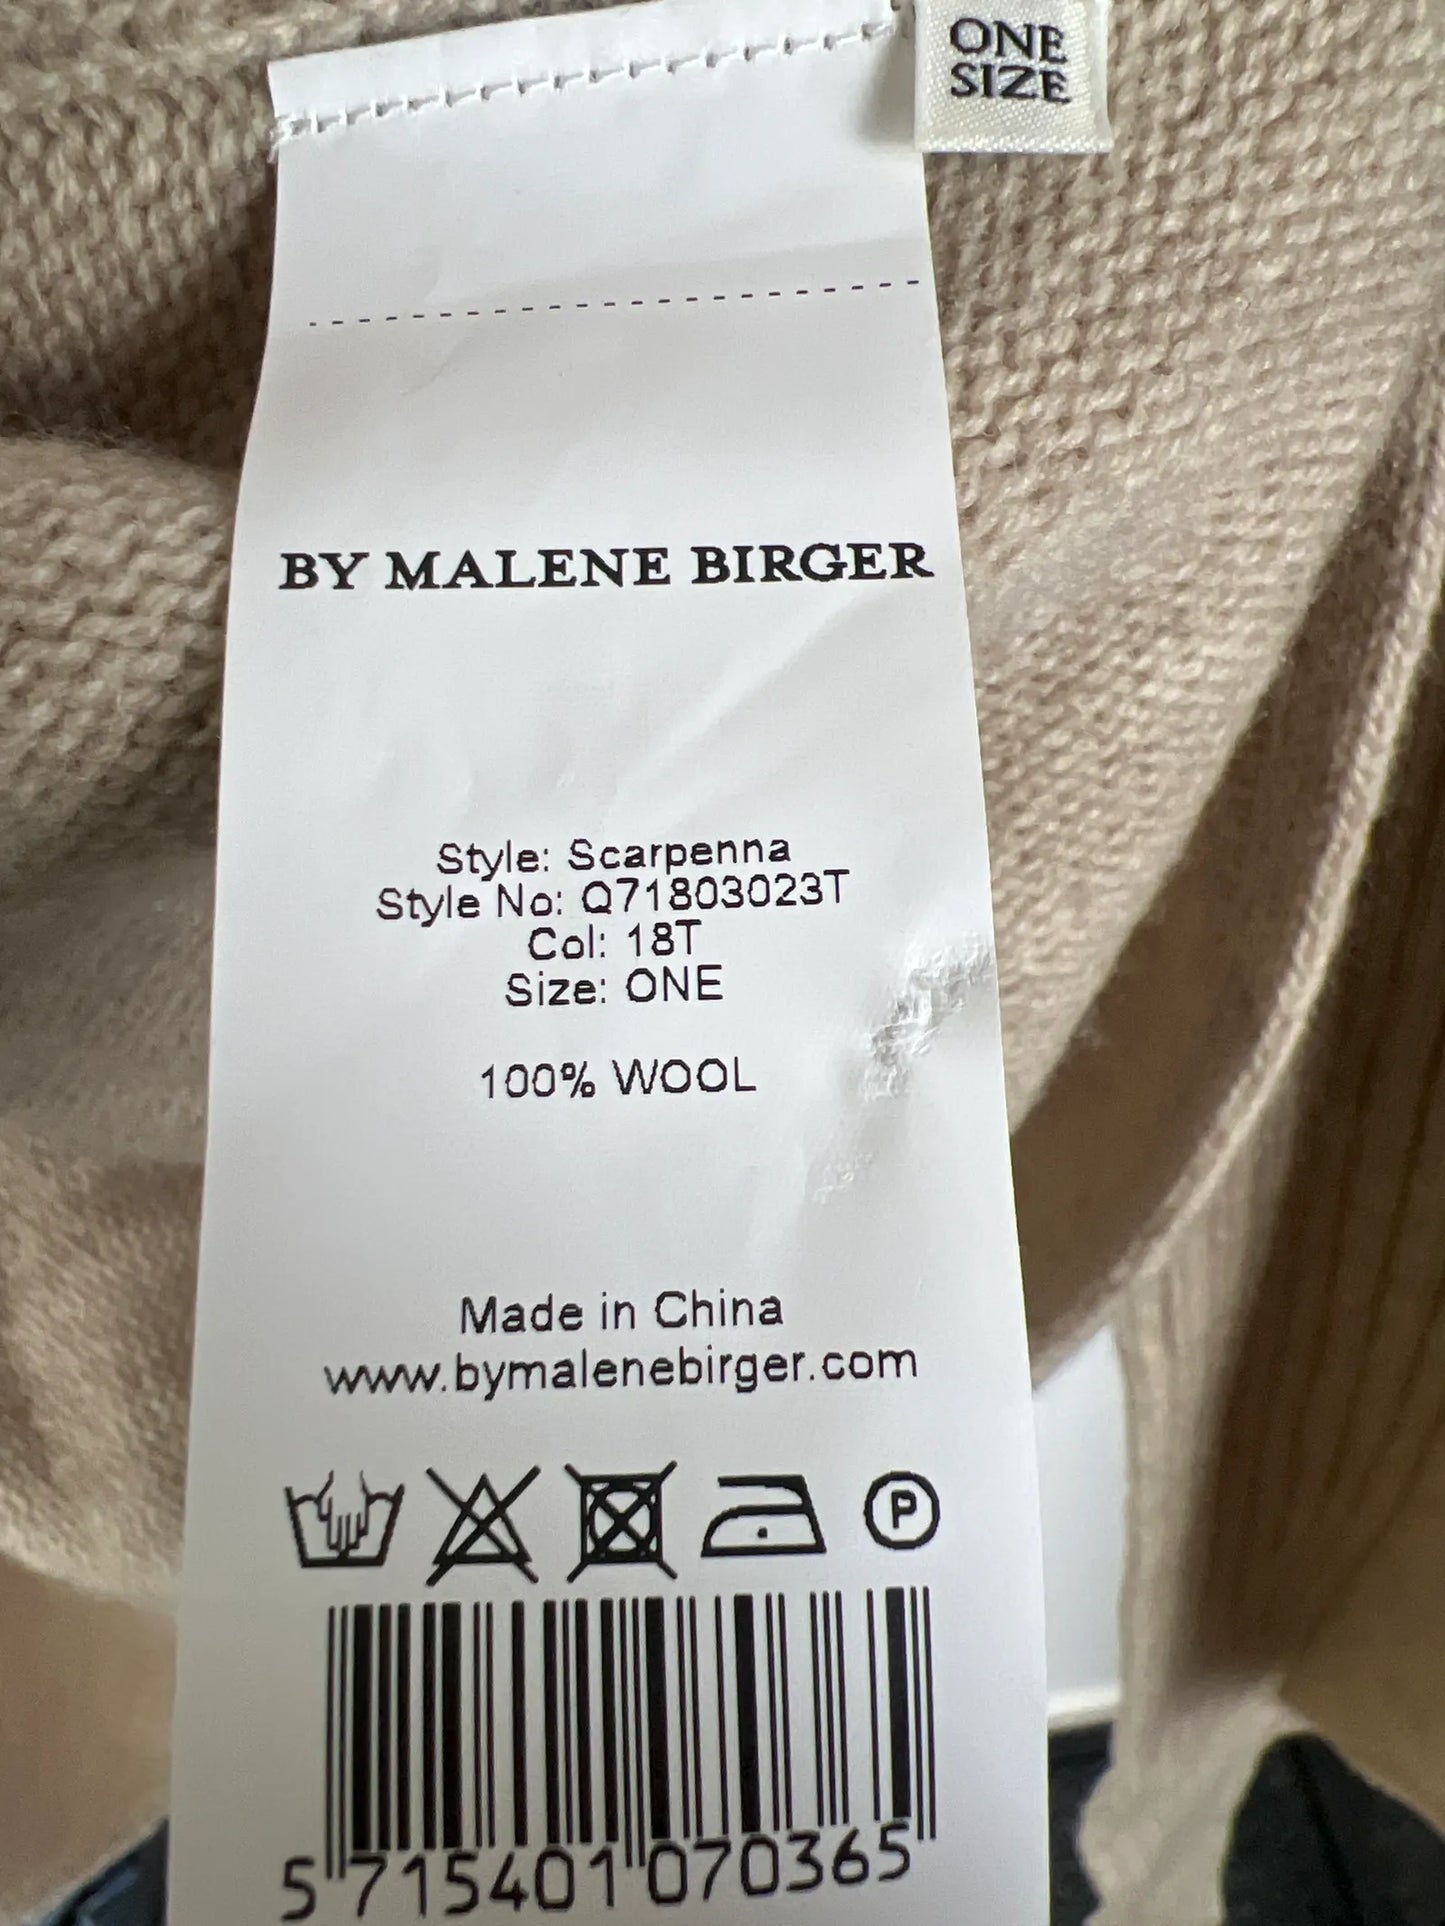 ONE
SIZE
BY MALENE BIRGER
Style: Scarpenna
Style No: Q71803023T
Col: 18T
Size: ONE
100% WOOL
Made in China
www.bymalenebirger.com
P
5 715401 070365